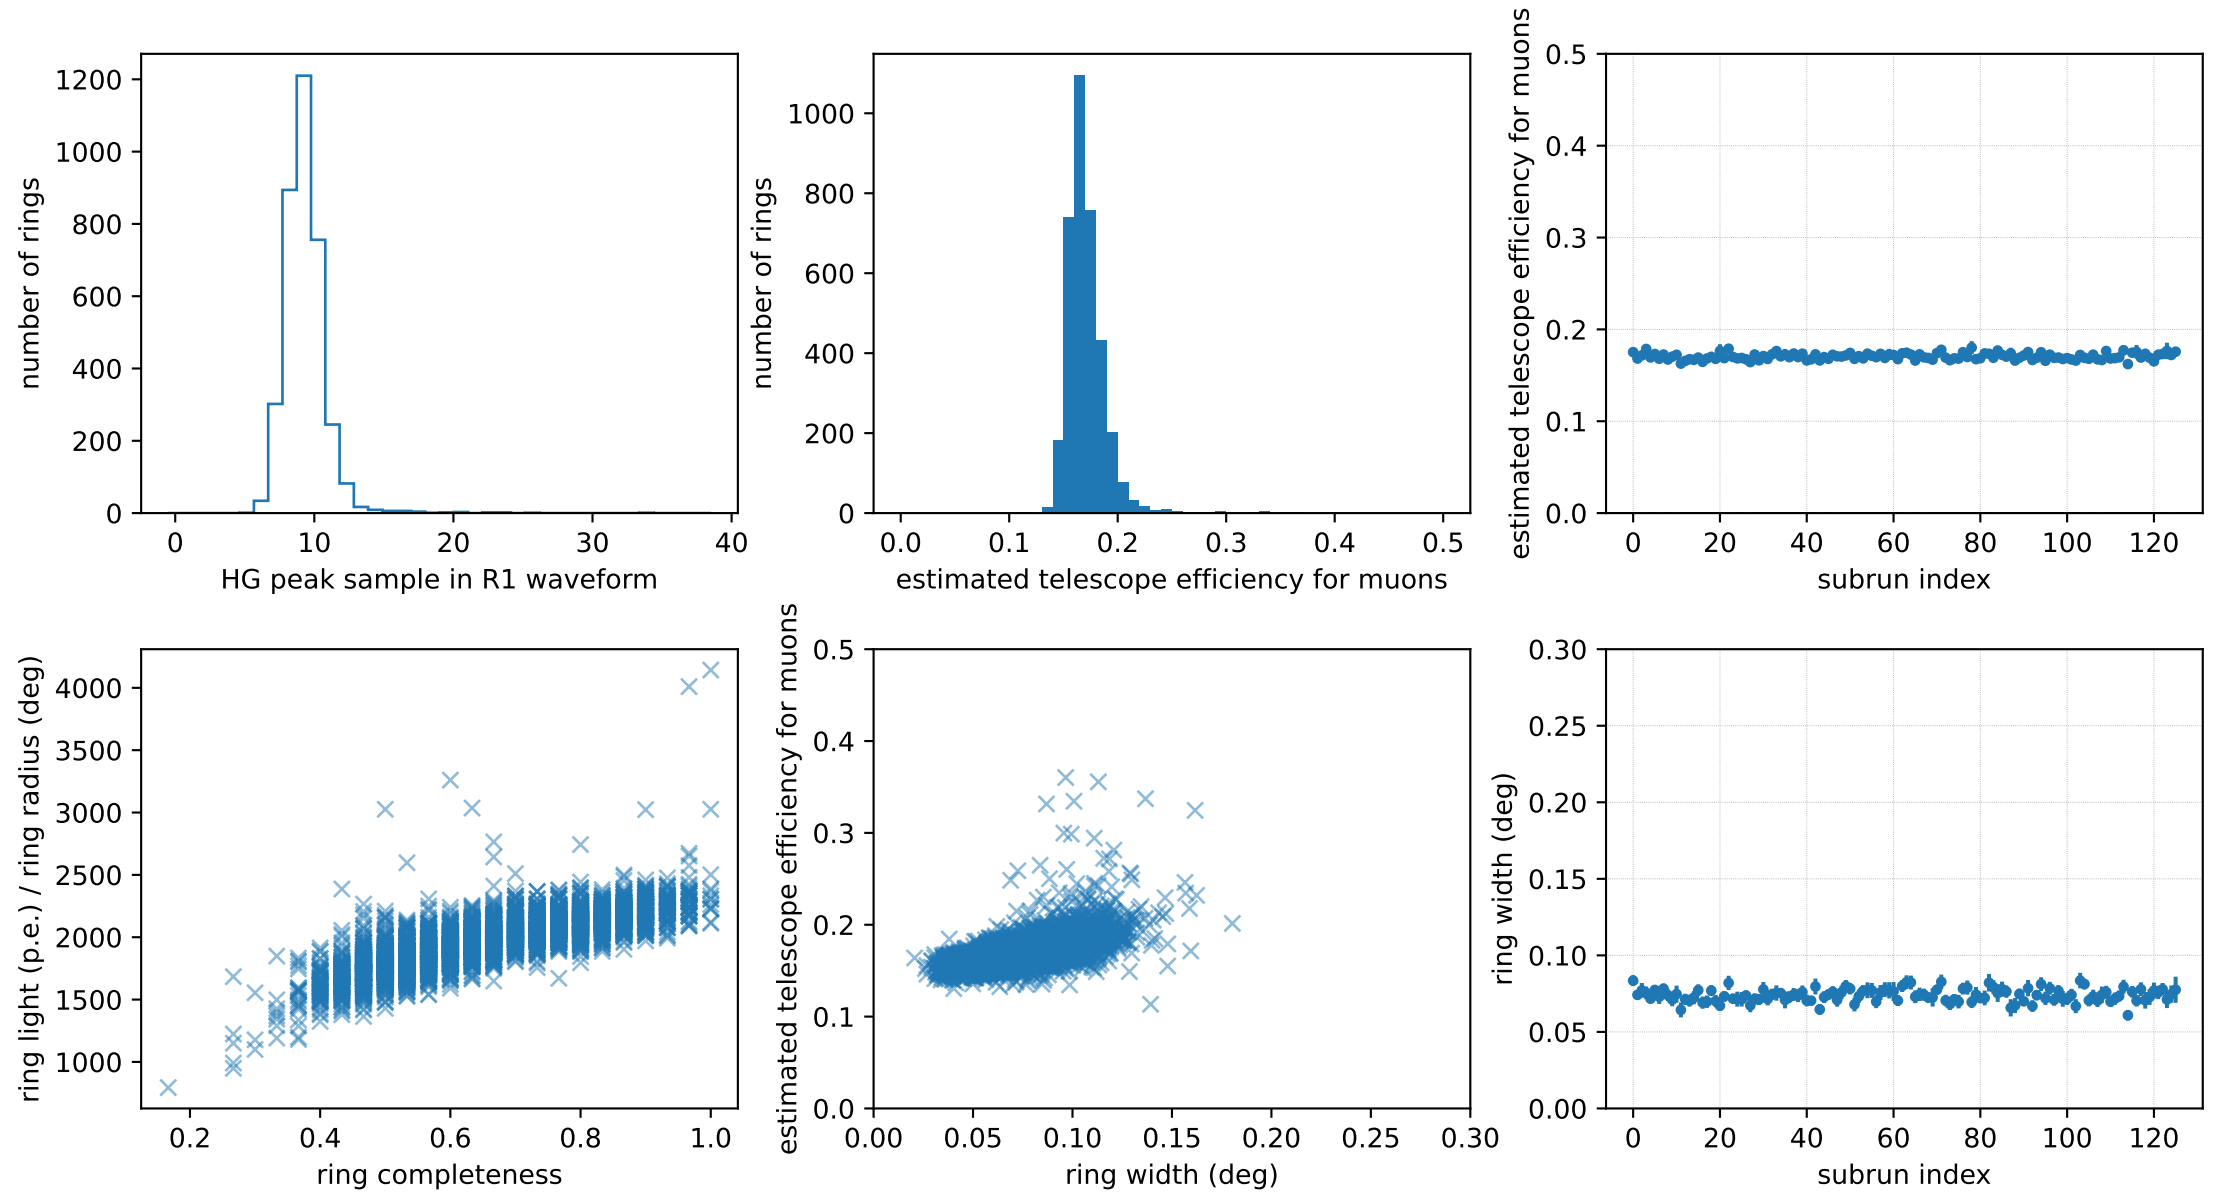 number of rings
1200
1000
800
600
400
200
0
0 10 20 30 40
HG peak sample in R1 waveform
number of rings
1000
800
600
400
200
0
0.0 0.1 0.2 0.3 0.4 0.5
estimated telescope efficiency for muons
estimated telescope efficiency for muons
0.5
0.4
0.3
0.2
0.1
0.0
0 20 40 60 80 100 120
subrun index
ring light (p.e.) / ring radius (deg)
4000
3500
3000
2500
2000
1500
1000
0.2 0.4 0.6 0.8 1.0
ring completeness
estimated telescope efficiency for muons
0.5
0.4
0.3
0.2
0.1
0.0
0.00 0.05 0.10 0.15 0.20 0.25 0.30
ring width (deg)
ring width (deg)
0.30
0.25
0.20
0.15
0.10
0.05
0.00
0 20 40 60 80 100 120
subrun index